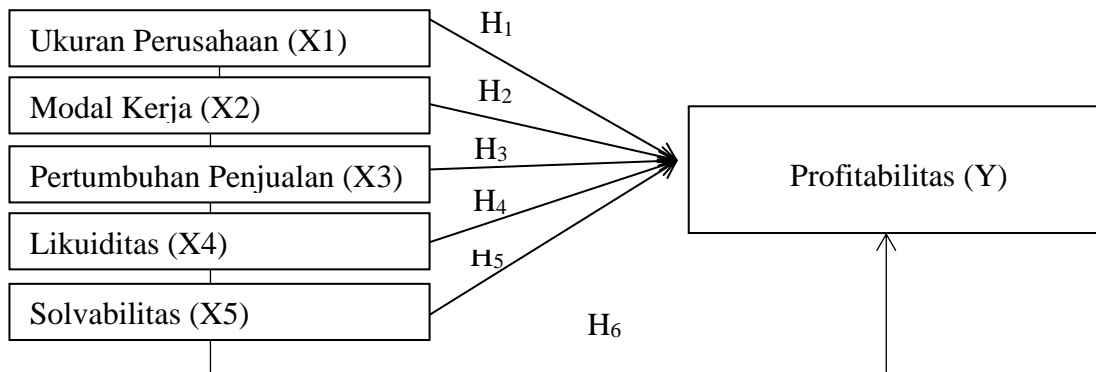 Ukuran Perusahaan (X1)
H1
Modal Kerja (X2)
H2
Pertumbuhan Penjualan (X3)
H3
Profitabilitas (Y)
Likuiditas (X4)
H4
H5
Solvabilitas (X5)
H6